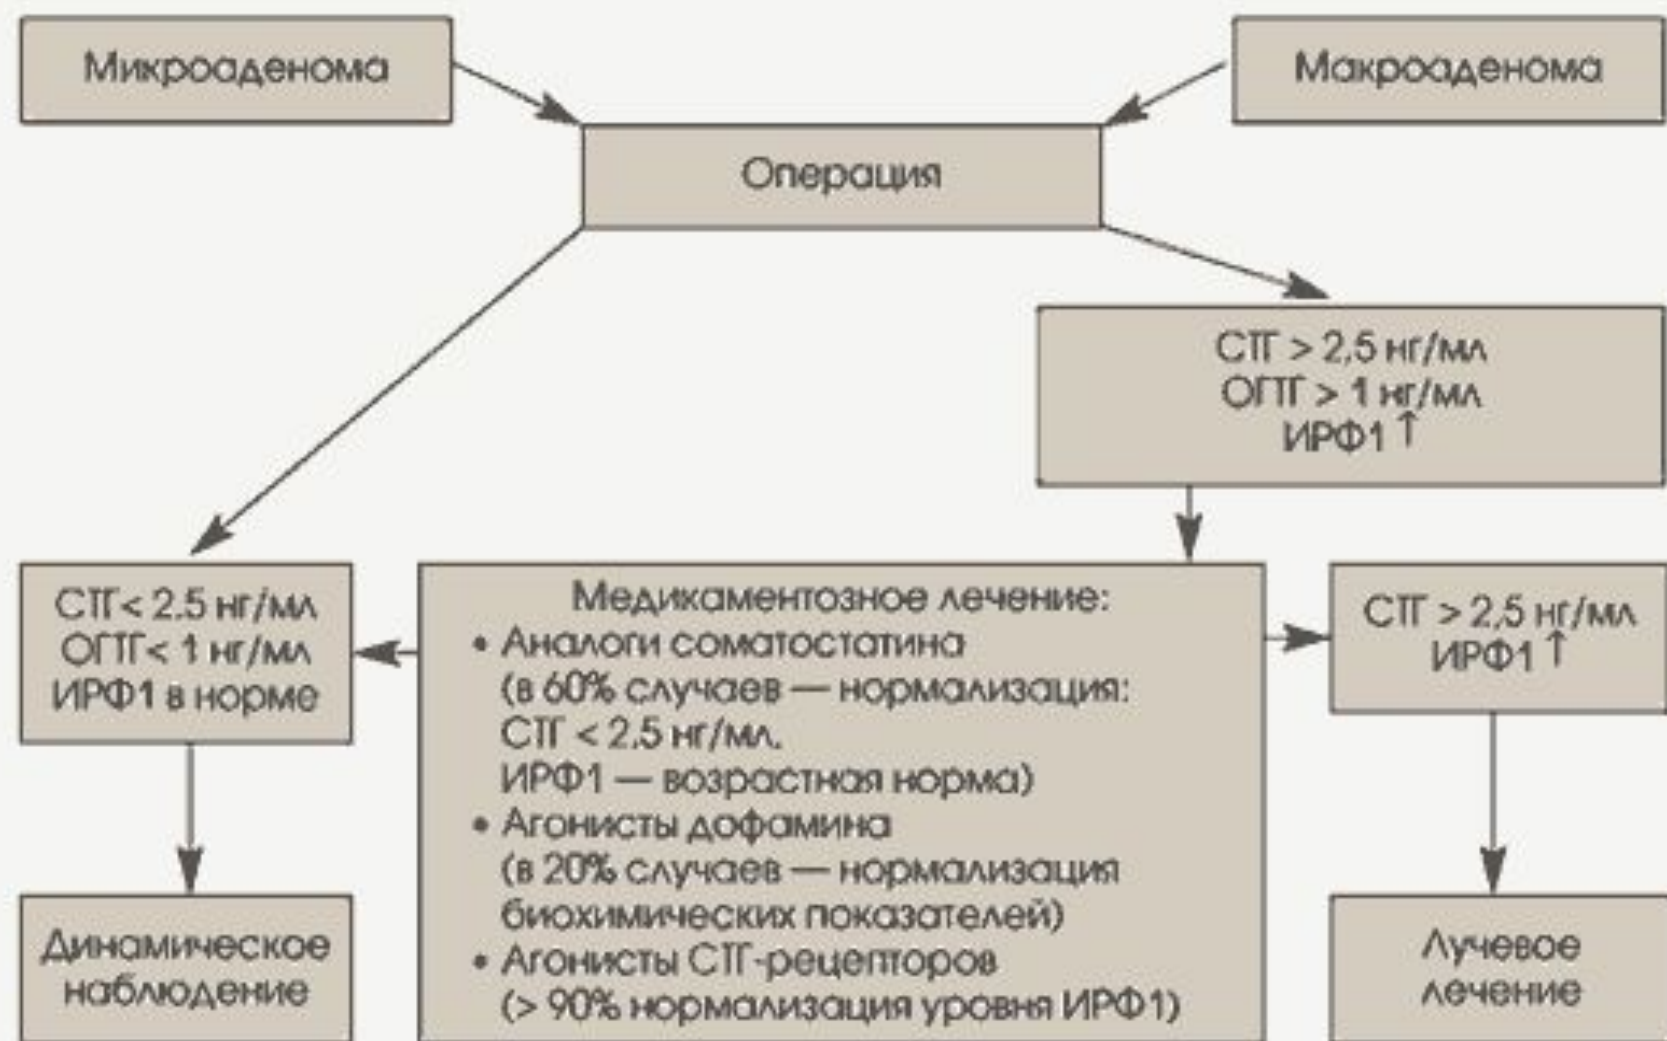 Микроаденома
Макроаденома
Операция
СТГ > 2,5 нг/мл
ОГТГ > 1 нг/мл
ИРФ1 ↑
СТГ< 2.5 нг/мл
ОГТГ< 1 нг/мл
ИРФ1 в норме
Медикаментозное лечение:
• Аналоги соматостатина
(в 60% случаев — нормализация:
СТГ < 2.5 нг/мл.
ИРФ1 — возрастная норма)
• Агонисты дофамина
(в 20% случаев — нормализация
биохимических показателей)
• Агонисты СТГ-рецепторов
(> 90% нормализация уровня ИРФ1)
СТГ > 2,5 нг/мл
ИРФ1 ↑
Динамическое
наблюдение
Лучевое
лечение